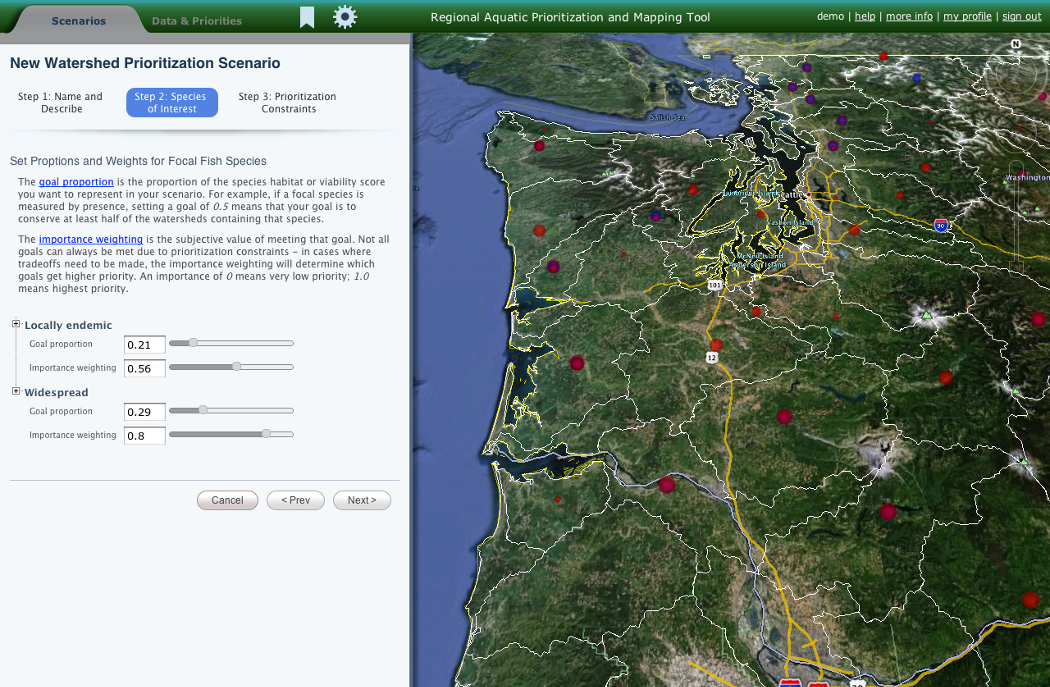 Scenarios
Data & Priorities
Regional Aquatic Prioritization and Mapping Tool
demo | help | more info | my profile | sign out
New Watershed Prioritization Scenario
Step 1: Name and
Describe
Step 2: Species
of Interest
Step 3: Prioritization
Constraints
Set Proptions and Weights for Focal Fish Species
The goal proportion is the proportion of the species habitat or viability score
you want to represent in your scenario. For example, if a focal species is
measured by presence, setting a goal of 0.5 means that your goal is to
conserve at least half of the watersheds containing that species.
The importance weighting is the subjective value of meeting that goal. Not all
goals can always be met due to prioritization constraints – in cases where
tradeoffs need to be made, the importance weighting will determine which
goals get higher priority. An importance of 0 means very low priority; 1.0
means highest priority.
Locally endemic
Goal proportion 0.21
Importance weighting 0.56
Widespread
Goal proportion 0.29
Importance weighting 0.8
Cancel
< Prev
Next >
N
Salish Sea
Washington
90
McNeil Island
Anderson Island
101
12